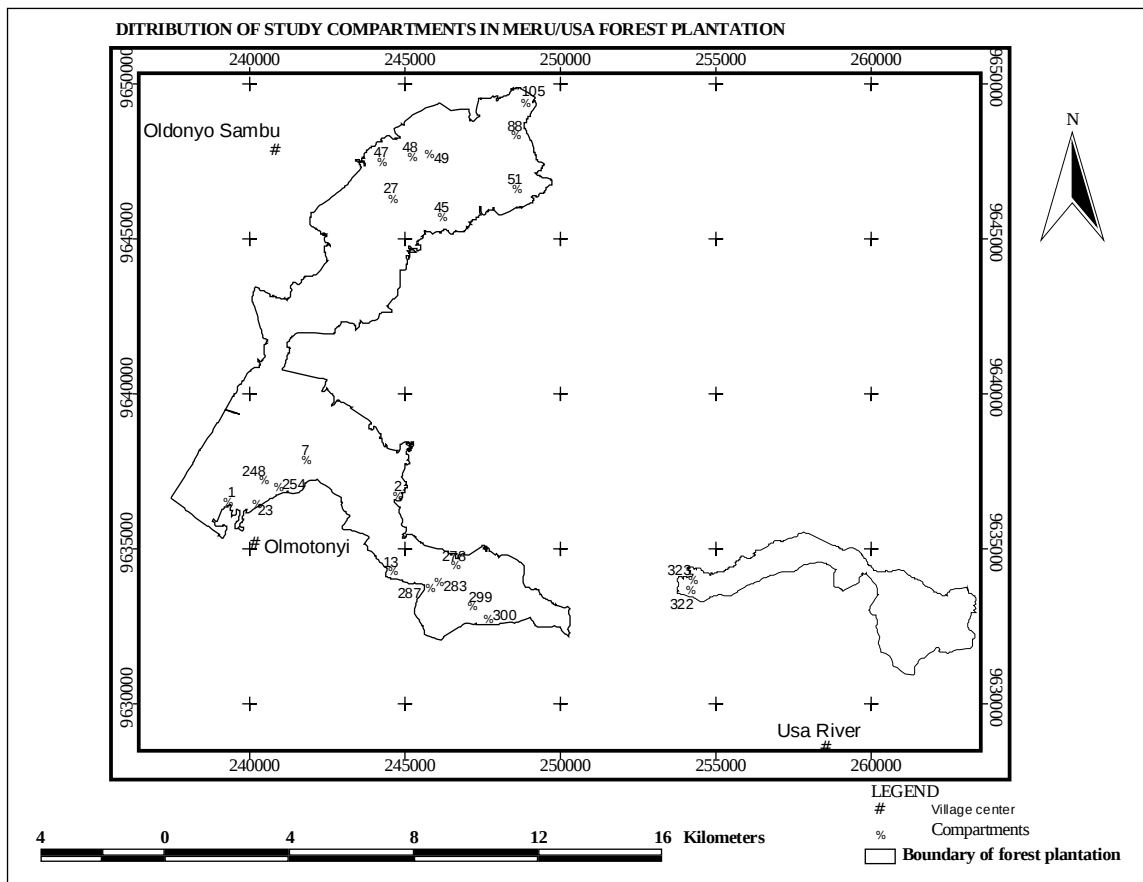 DITRIBUTION OF STUDY COMPARTMENTS IN MERU/USA FOREST PLANTATION
240000 245000 250000 255000 260000
9650000 9650000
105
Oldonyo Sambu
#
88
47 48 49
27 51
45
N
9645000 9645000
9640000 9640000
7
248 254
2
1
23
# Olmotonyi
9635000 9635000
13 278
287 283
299
300
323
322
9630000 9630000
Usa River
#
240000 245000 250000 255000 260000
LEGEND
# Village center
% Compartments
Boundary of forest plantation
4 0 4 8 12 16 Kilometers